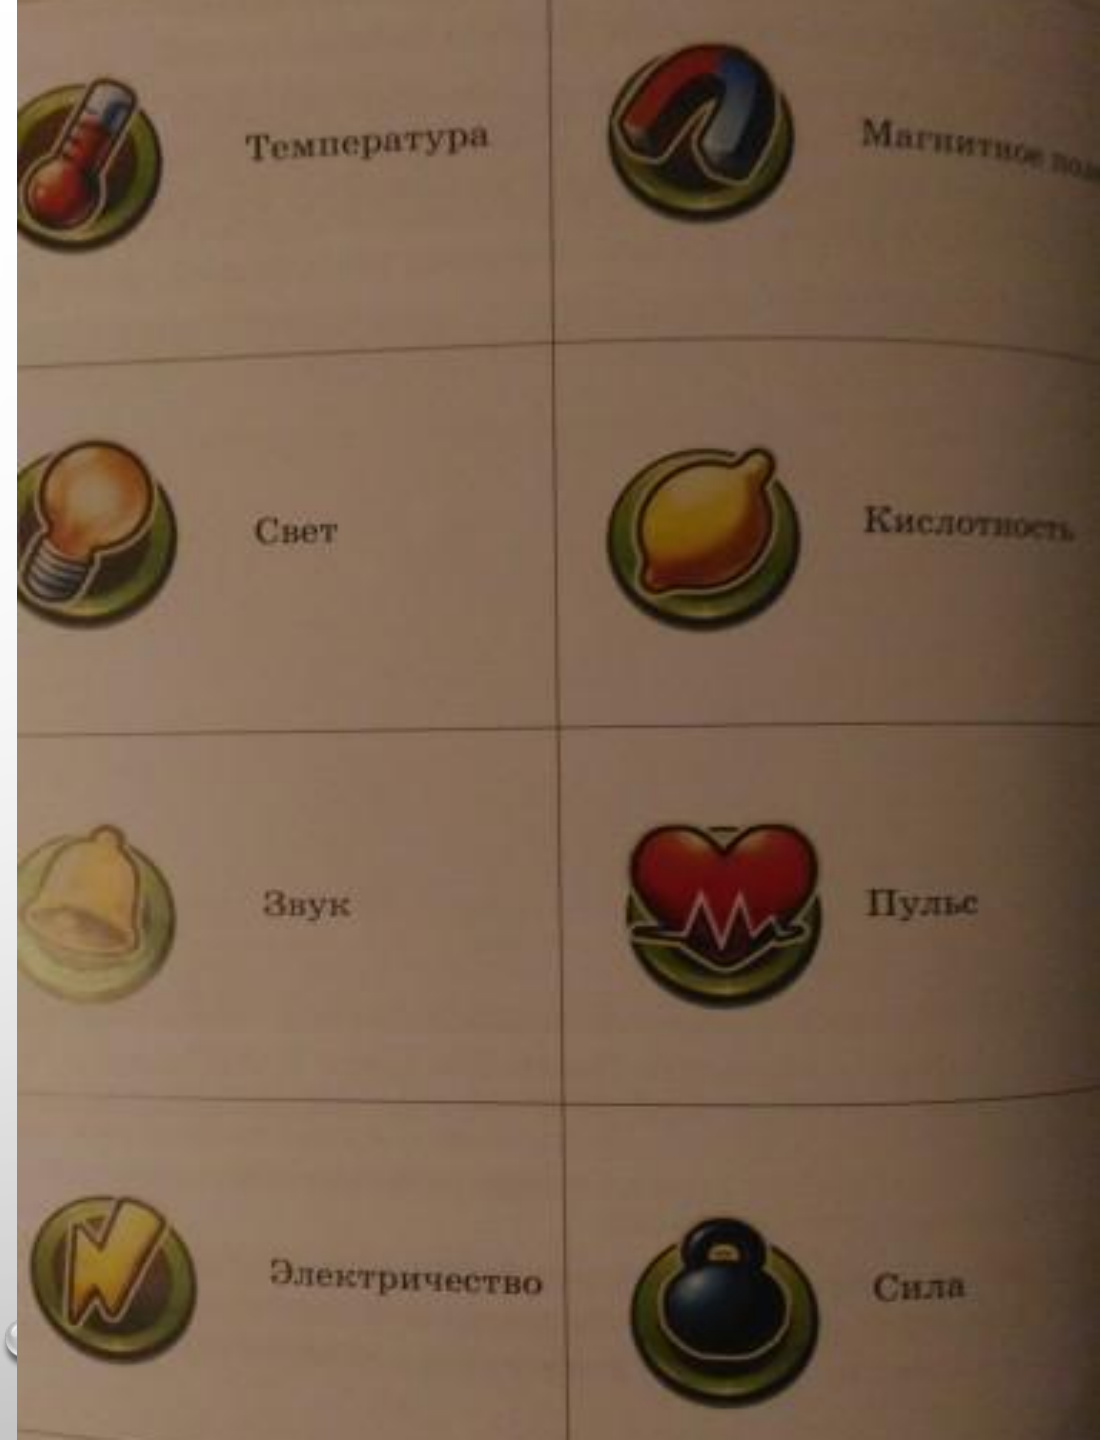 Температура
Магнитное
Свет
Кислотность
Звук
Пульс
Электричество
Сила